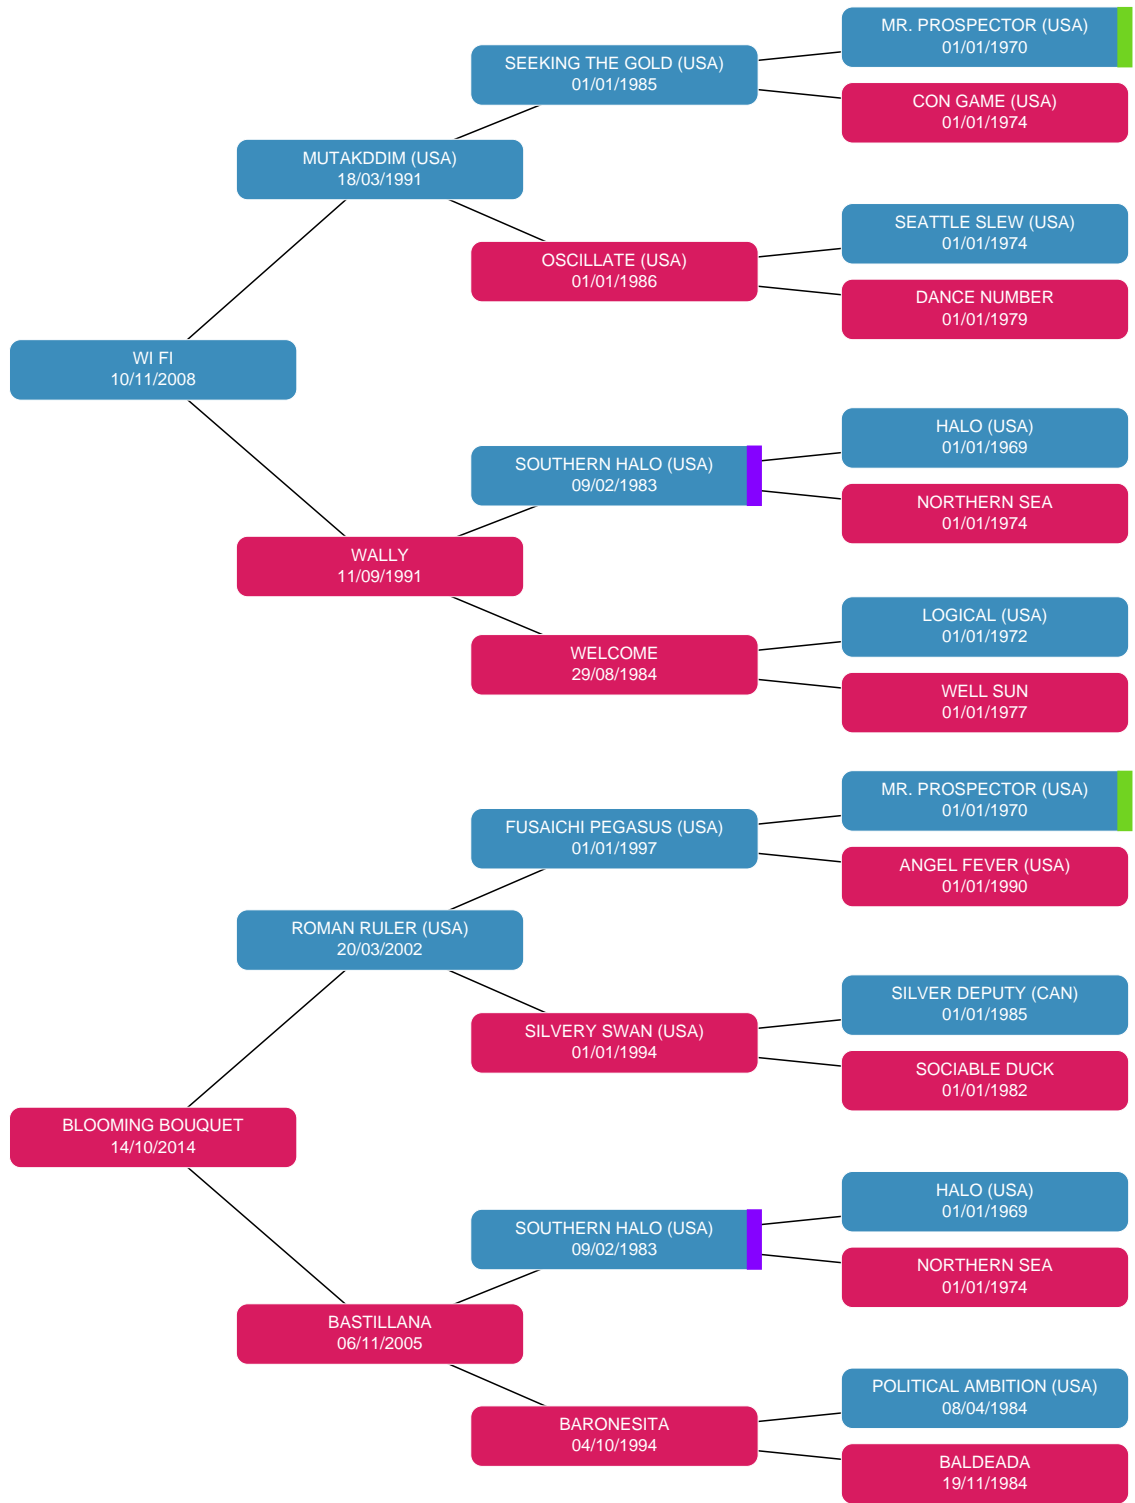 MR. PROSPECTOR (USA)
01/01/1970
SEEKING THE GOLD (USA)
01/01/1985
CON GAME (USA)
01/01/1974
MUTAKDDIM (USA)
18/03/1991
SEATTLE SLEW (USA)
01/01/1974
OSCILLATE (USA)
01/01/1986
DANCE NUMBER
01/01/1979
WI FI
10/11/2008
HALO (USA)
01/01/1969
SOUTHERN HALO (USA)
09/02/1983
NORTHERN SEA
01/01/1974
WALLY
11/09/1991
LOGICAL (USA)
01/01/1972
WELCOME
29/08/1984
WELL SUN
01/01/1977
MR. PROSPECTOR (USA)
01/01/1970
FUSAICHI PEGASUS (USA)
01/01/1997
ANGEL FEVER (USA)
01/01/1990
ROMAN RULER (USA)
20/03/2002
SILVER DEPUTY (CAN)
01/01/1985
SILVERY SWAN (USA)
01/01/1994
SOCIABLE DUCK
01/01/1982
BLOOMING BOUQUET
14/10/2014
HALO (USA)
01/01/1969
SOUTHERN HALO (USA)
09/02/1983
NORTHERN SEA
01/01/1974
BASTILLANA
06/11/2005
POLITICAL AMBITION (USA)
08/04/1984
BARONESITA
04/10/1994
BALDEADA
19/11/1984